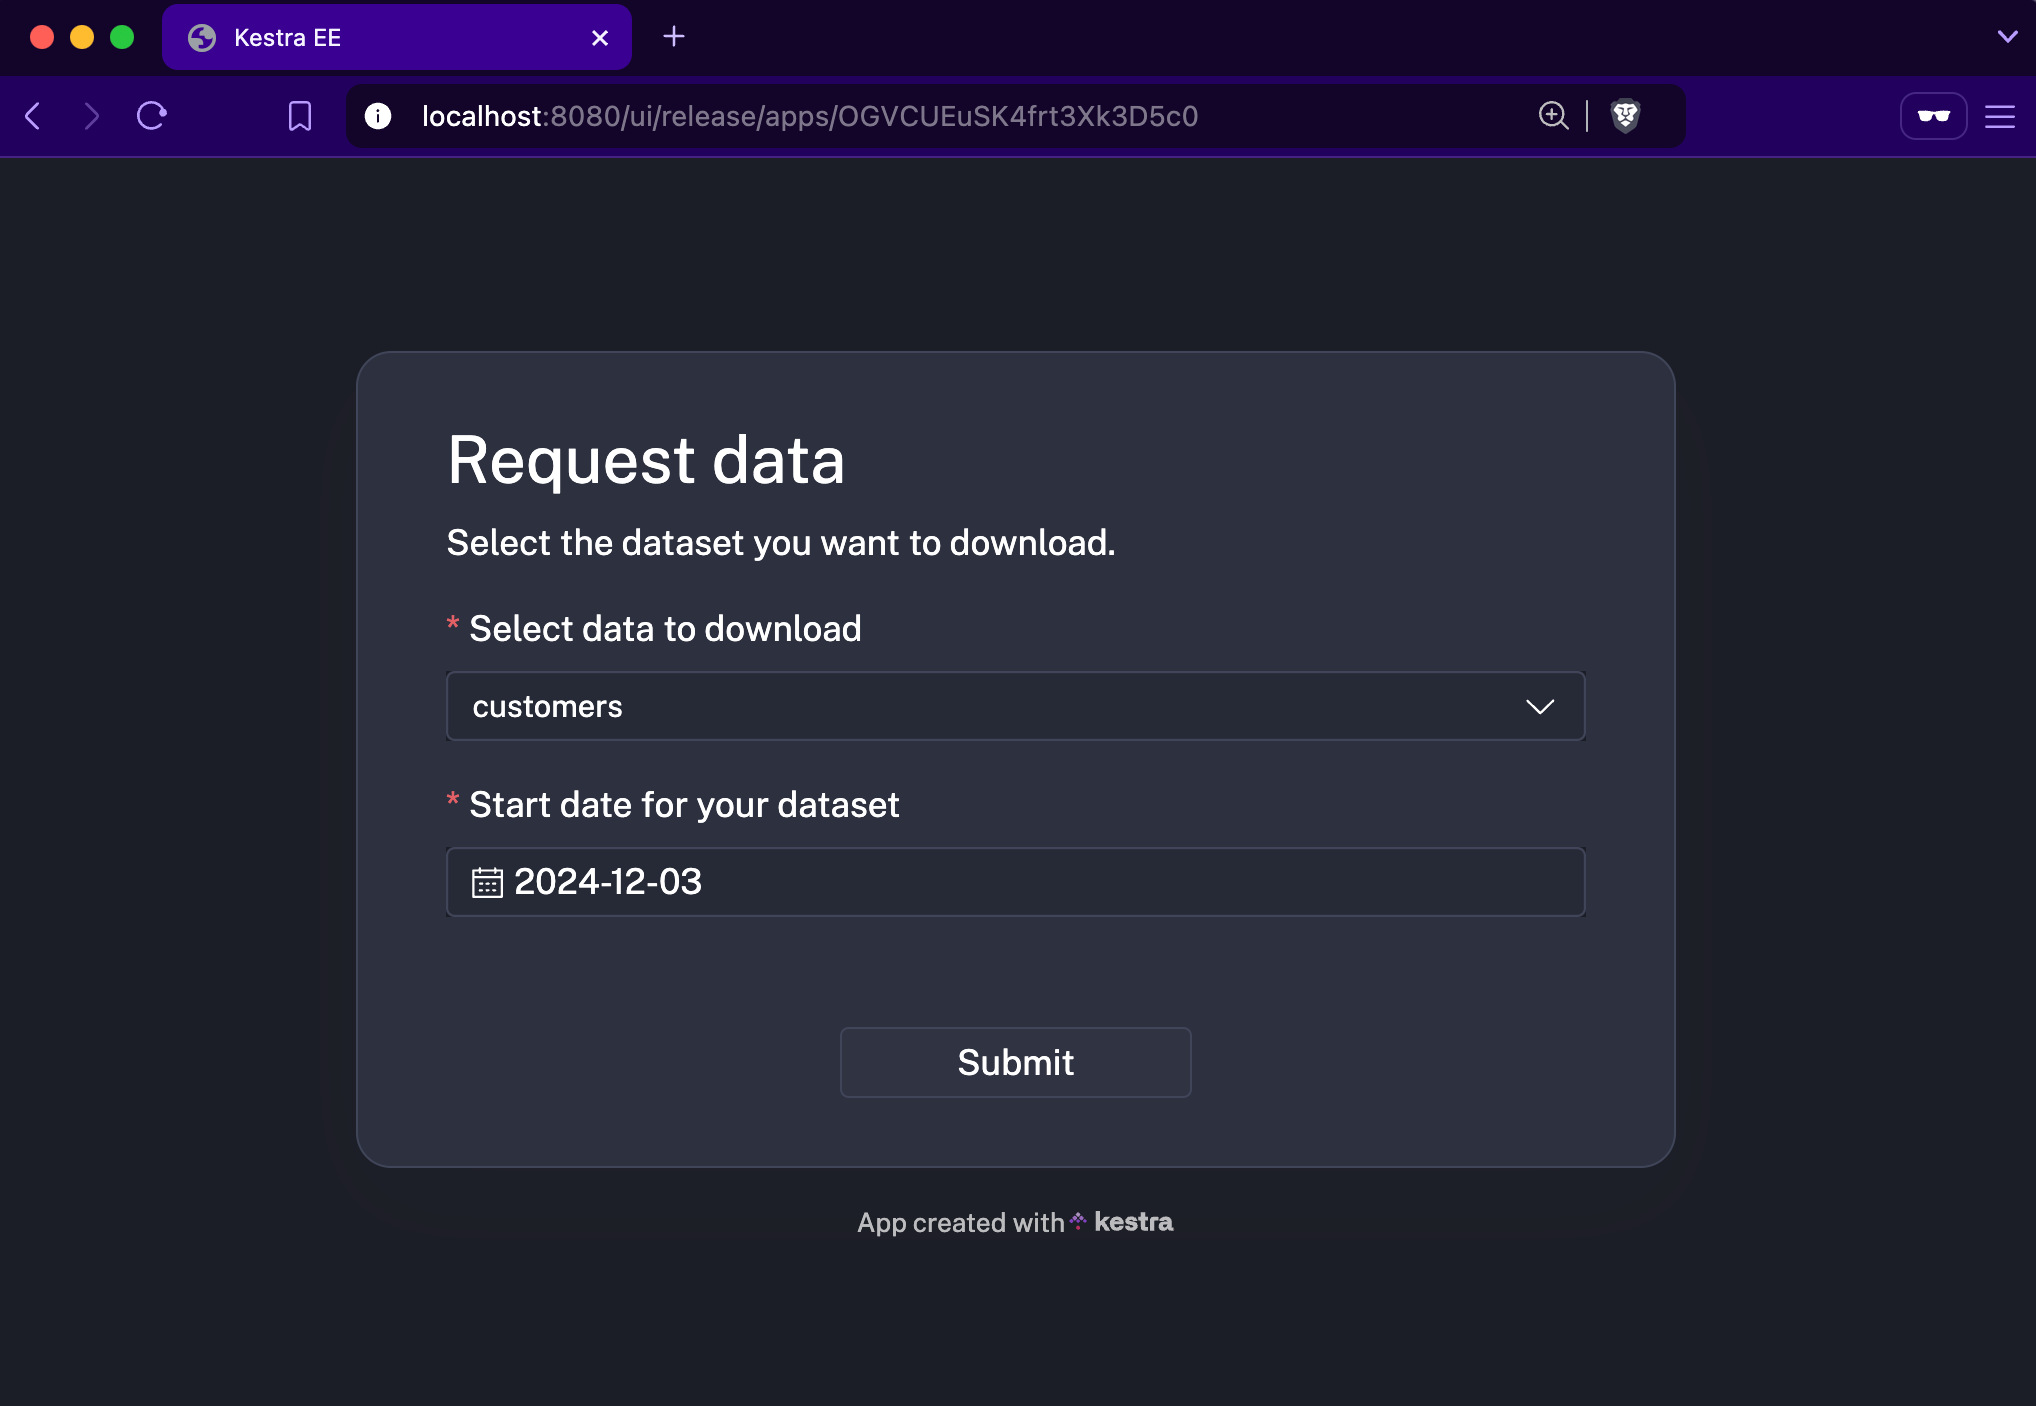 Kestra EE
localhost:8080/ui/release/apps/OGVCUEuSK4frt3Xk3D5c0
Request data
Select the dataset you want to download.
* Select data to download
customers
* Start date for your dataset
2024-12-03
Submit
App created with kestra